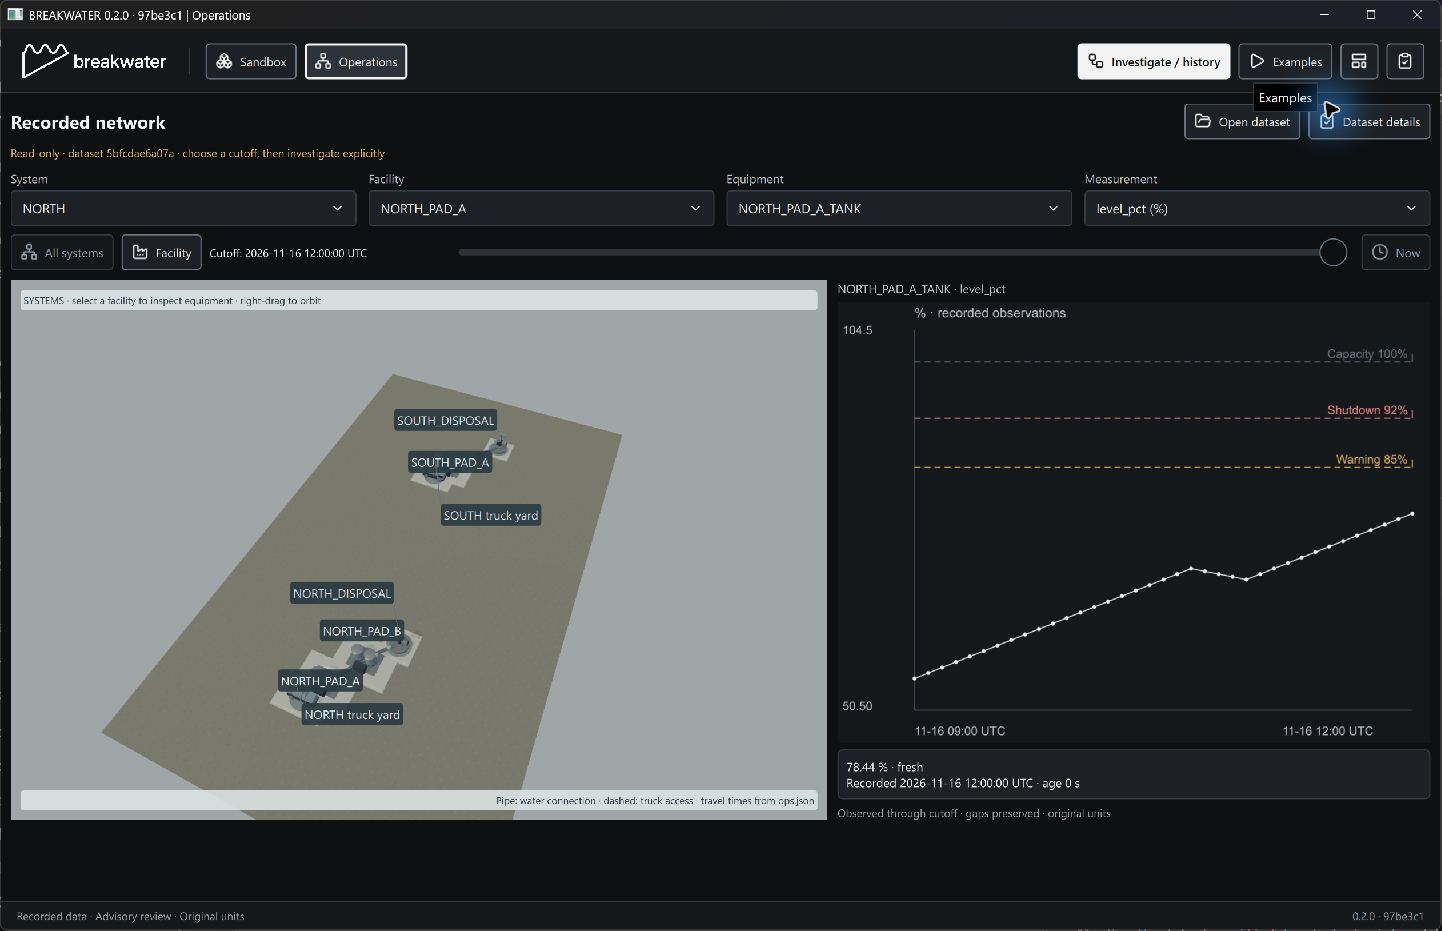 BREAKWATER 0.2.0 · 97be3c1 | Operations
breakwater
Sandbox
Operations
Investigate / history
Examples
Examples
Recorded network
Open dataset
Dataset details
Read-only · dataset 5bfcdae6a07a · choose a cutoff, then investigate explicitly
System
Facility
Equipment
Measurement
NORTH
NORTH_PAD_A
NORTH_PAD_A_TANK
level_pct (%)
All systems
Facility
Cutoff: 2026-11-16 12:00:00 UTC
Now
SYSTEMS · select a facility to inspect equipment · right-drag to orbit
SOUTH_DISPOSAL
SOUTH_PAD_A
SOUTH truck yard
NORTH_DISPOSAL
NORTH_PAD_B
NORTH_PAD_A
NORTH truck yard
Pipe: water connection · dashed: truck access · travel times from ops.json
NORTH_PAD_A_TANK · level_pct
% · recorded observations
104.5
Capacity 100%
Shutdown 92%
Warning 85%
50.50
11-16 09:00 UTC
11-16 12:00 UTC
78.44 % · fresh
Recorded 2026-11-16 12:00:00 UTC · age 0 s
Observed through cutoff · gaps preserved · original units
Recorded data · Advisory review · Original units
0.2.0 · 97be3c1